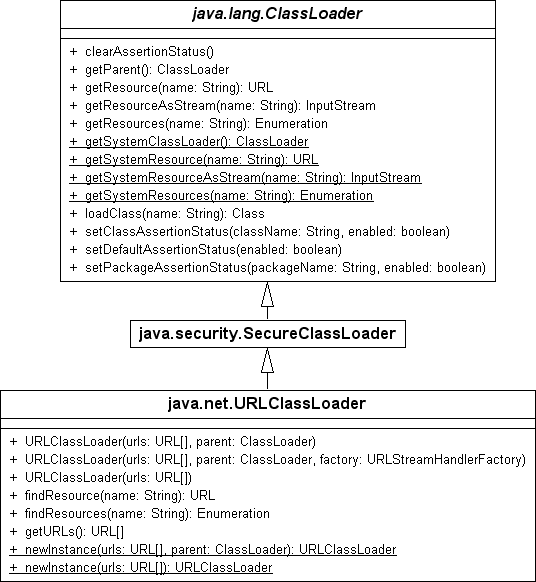 java.lang.ClassLoader
+ clearAssertionStatus()
+ getParent(): ClassLoader
+ getResource(name: String): URL
+ getResourceAsStream(name: String): InputStream
+ getResources(name: String): Enumeration
+ getSystemClassLoader(): ClassLoader
+ getSystemResource(name: String): URL
+ getSystemResourceAsStream(name: String): InputStream
+ getSystemResources(name: String): Enumeration
+ loadClass(name: String): Class
+ setClassAssertionStatus(className: String, enabled: boolean)
+ setDefaultAssertionStatus(enabled: boolean)
+ setPackageAssertionStatus(packageName: String, enabled: boolean)
java.security.SecureClassLoader
java.net.URLClassLoader
+ URLClassLoader(urls: URL[], parent: ClassLoader)
+ URLClassLoader(urls: URL[], parent: ClassLoader, factory: URLStreamHandlerFactory)
+ URLClassLoader(urls: URL[])
+ findResource(name: String): URL
+ findResources(name: String): Enumeration
+ getURLs(): URL[]
+ newInstance(urls: URL[], parent: ClassLoader): URLClassLoader
+ newInstance(urls: URL[]): URLClassLoader